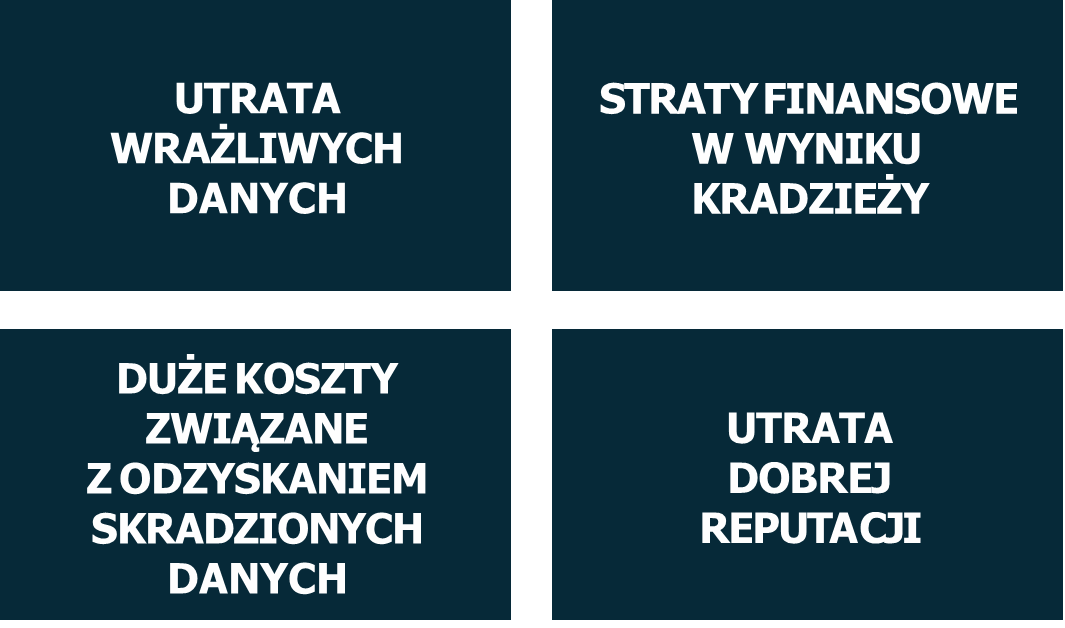 UTRATA
WRAŻLIWYCH
DANYCH
STRATY FINANSOWE
W WYNIKU
KRADZIEŻY
DUŻE KOSZTY
ZWIĄZANE
Z ODZYSKANIEM
SKRADZIONYCH
DANYCH
UTRATA
DOBREJ
REPUTACJI